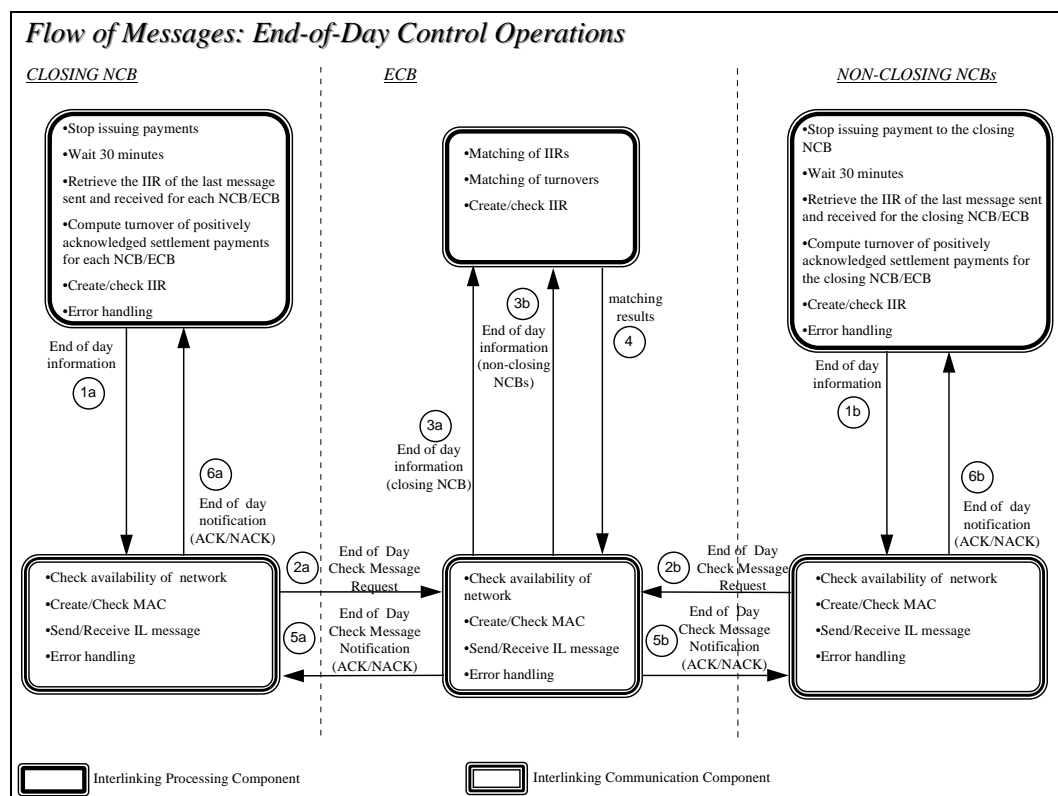 Flow of Messages: End-of-Day Control Operations
CLOSING NCB
ECB
NON-CLOSING NCBs
•Stop issuing payments
•Wait 30 minutes
•Retrieve the IIR of the last message
sent and received for each NCB/ECB
•Compute turnover of positively
acknowledged settlement payments
for each NCB/ECB
•Create/check IIR
•Error handling
•Matching of IIRs
•Matching of turnovers
•Create/check IIR
•Stop issuing payment to the closing
NCB
•Wait 30 minutes
•Retrieve the IIR of the last message sent
and received for the closing NCB/ECB
•Compute turnover of positively
acknowledged settlement payments for
the closing NCB/ECB
•Create/check IIR
•Error handling
End of day
information
1a
6a
End of day
notification
(ACK/NACK)
3a
End of day
information
(closing NCB)
3b
End of day
information
(non-closing
NCBs)
matching
results
4
End of day
information
1b
6b
End of day
notification
(ACK/NACK)
•Check availability of network
•Create/Check MAC
•Send/Receive IL message
•Error handling
2a
End of Day
Check Message
Request
5a
End of Day
Check Message
Notification
(ACK/NACK)
•Check availability of
network
•Create/Check MAC
•Send/Receive IL message
•Error handling
2b
End of Day
Check Message
Request
5b
End of Day
Check Message
Notification
(ACK/NACK)
•Check availability of network
•Create/Check MAC
•Send/Receive IL message
•Error handling
Interlinking Processing Component
Interlinking Communication Component